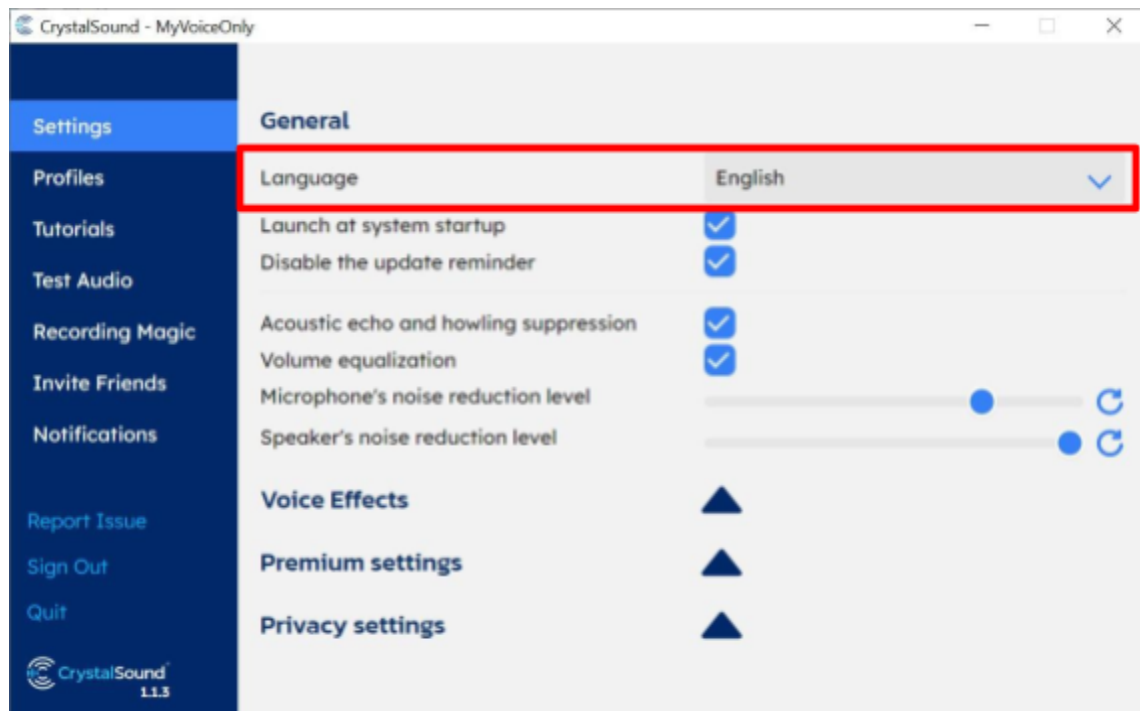 CrystalSound - MyVoiceOnly
Settings
Profiles
Tutorials
Test Audio
Recording Magic
Invite Friends
Notifications
Report Issue
Sign Out
Quit
CrystalSound
1.1.3
General
Language English
Launch at system startup
Disable the update reminder
Acoustic echo and howling suppression
Volume equalization
Microphone's noise reduction level
Speaker's noise reduction level
Voice Effects
Premium settings
Privacy settings